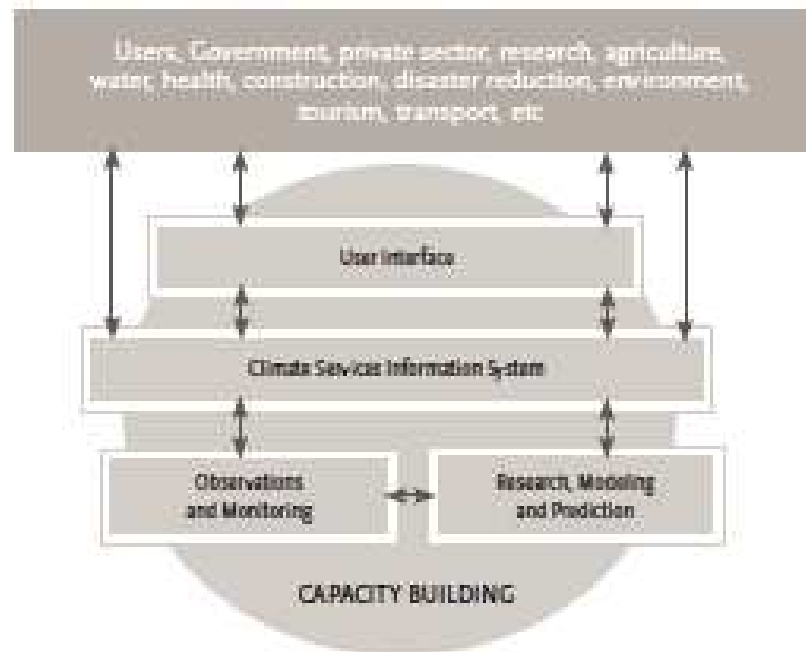 Users, Government, private sector, research, agriculture,
water, health, construction, disaster reduction, environment,
tourism, transport, etc
User Interface
Climate Services Information System
Observations
and Monitoring
Research, Modeling
and Prediction
CAPACITY BUILDING